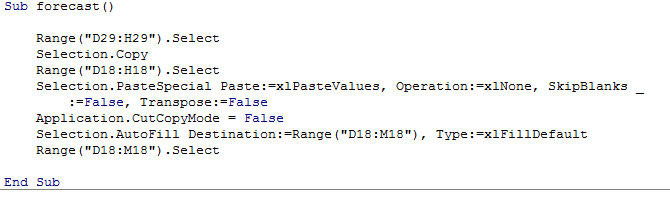 Sub forecast()
Range("D29:H29").Select
Selection.Copy
Range("D18:H18").Select
Selection.PasteSpecial Paste:=xlPasteValues, Operation:=xlNone, SkipBlanks _
:=False, Transpose:=False
Application.CutCopyMode = False
Selection.AutoFill Destination:=Range("D18:M18"), Type:=xlFillDefault
Range("D18:M18").Select
End Sub